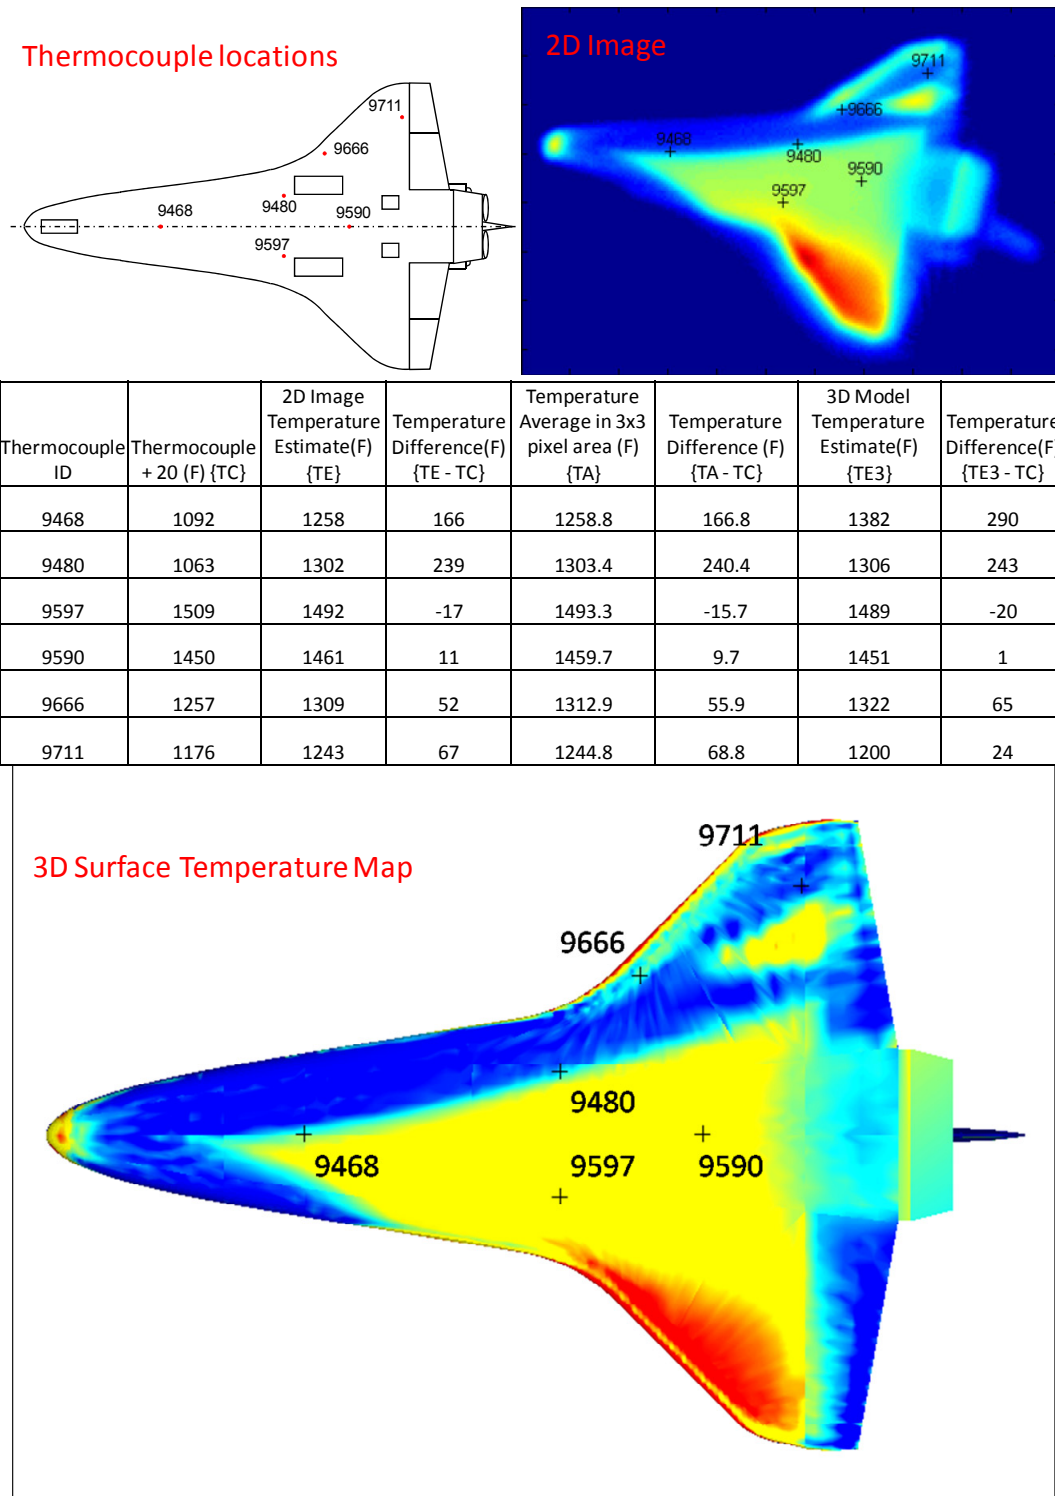 Thermocouple locations
9711
9666
9468
9480
9590
9597
2D Image
9711
9666
9468
9480
9590
9597
Thermocouple ID
Thermocouple + 20 (F) {TC}
2D Image Temperature Estimate(F) {TE}
Temperature Difference(F) {TE - TC}
Temperature Average in 3x3 pixel area (F) {TA}
Temperature Difference (F) {TA - TC}
3D Model Temperature Estimate(F) {TE3}
Temperature Difference(F {TE3 - TC}
9468 1092 1258 166 1258.8 166.8 1382 290
9480 1063 1302 239 1303.4 240.4 1306 243
9597 1509 1492 -17 1493.3 -15.7 1489 -20
9590 1450 1461 11 1459.7 9.7 1451 1
9666 1257 1309 52 1312.9 55.9 1322 65
9711 1176 1243 67 1244.8 68.8 1200 24
3D Surface Temperature Map
9711
9666
9480
9468
9597
9590